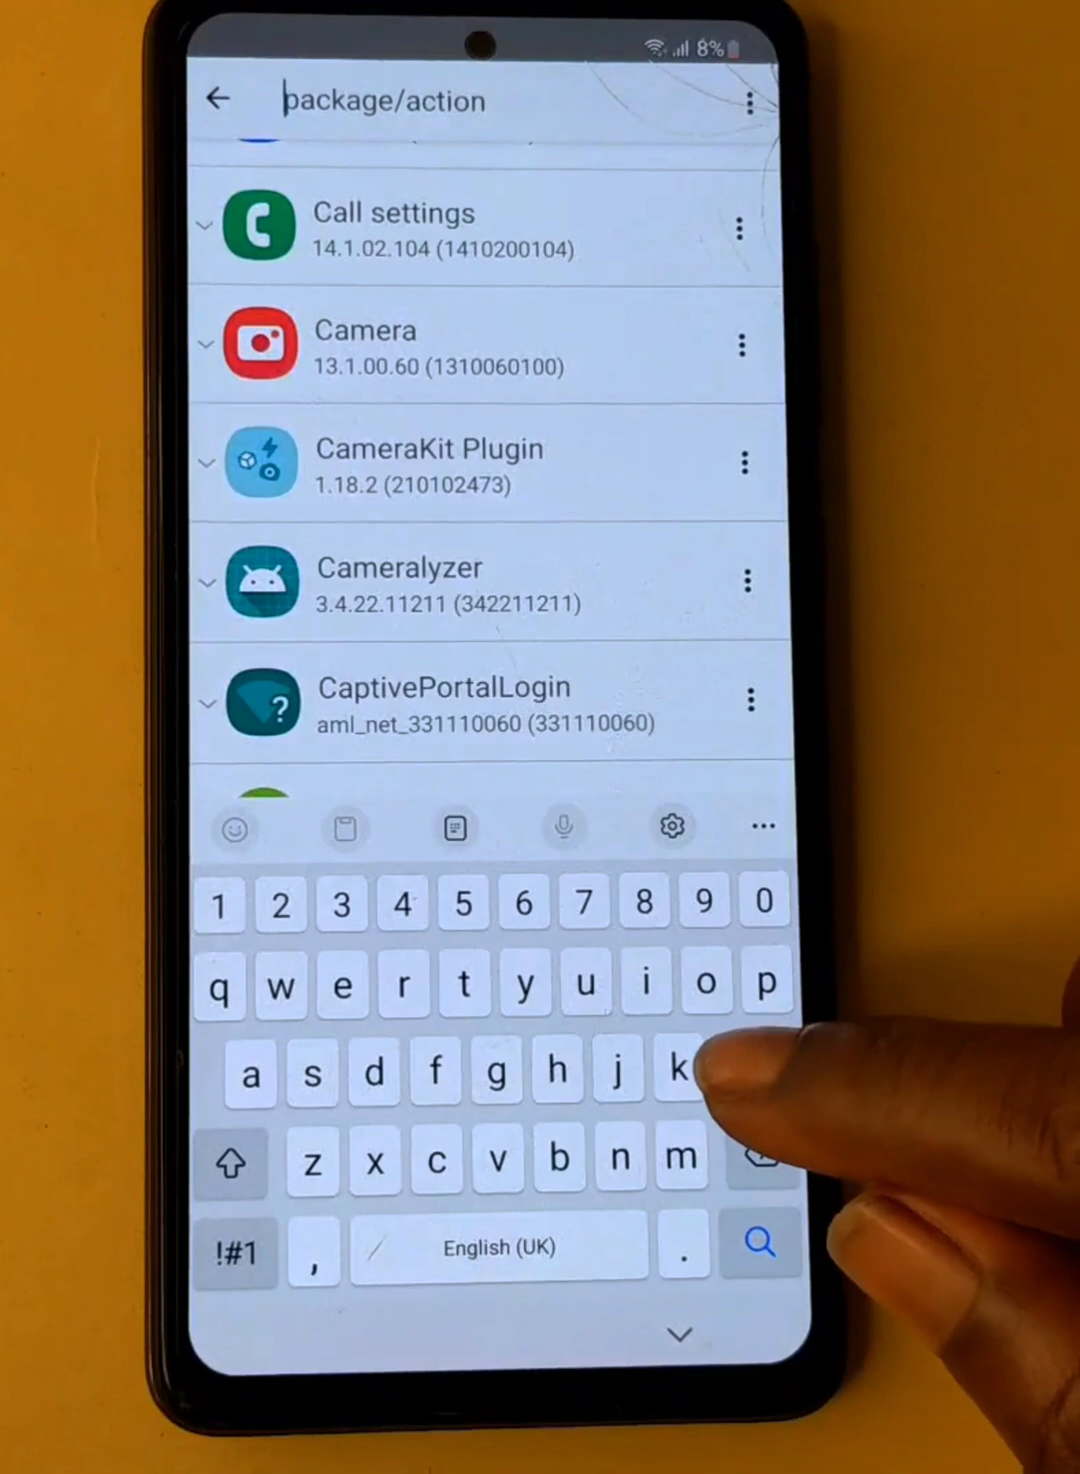 8%
package/action
Call settings
14.1.02.104 (1410200104)
Camera
13.1.00.60 (1310060100)
CameraKit Plugin
1.18.2 (210102473)
Cameralyzer
3.4.22.11211 (342211211)
CaptivePortalLogin
aml_net_331110060 (331110060)
?
1 2 3 4 5 6 7 8 9 0
q w e r t y u i o p
a s d f g h j k
z x c v b n m
!#1 , English (UK) .